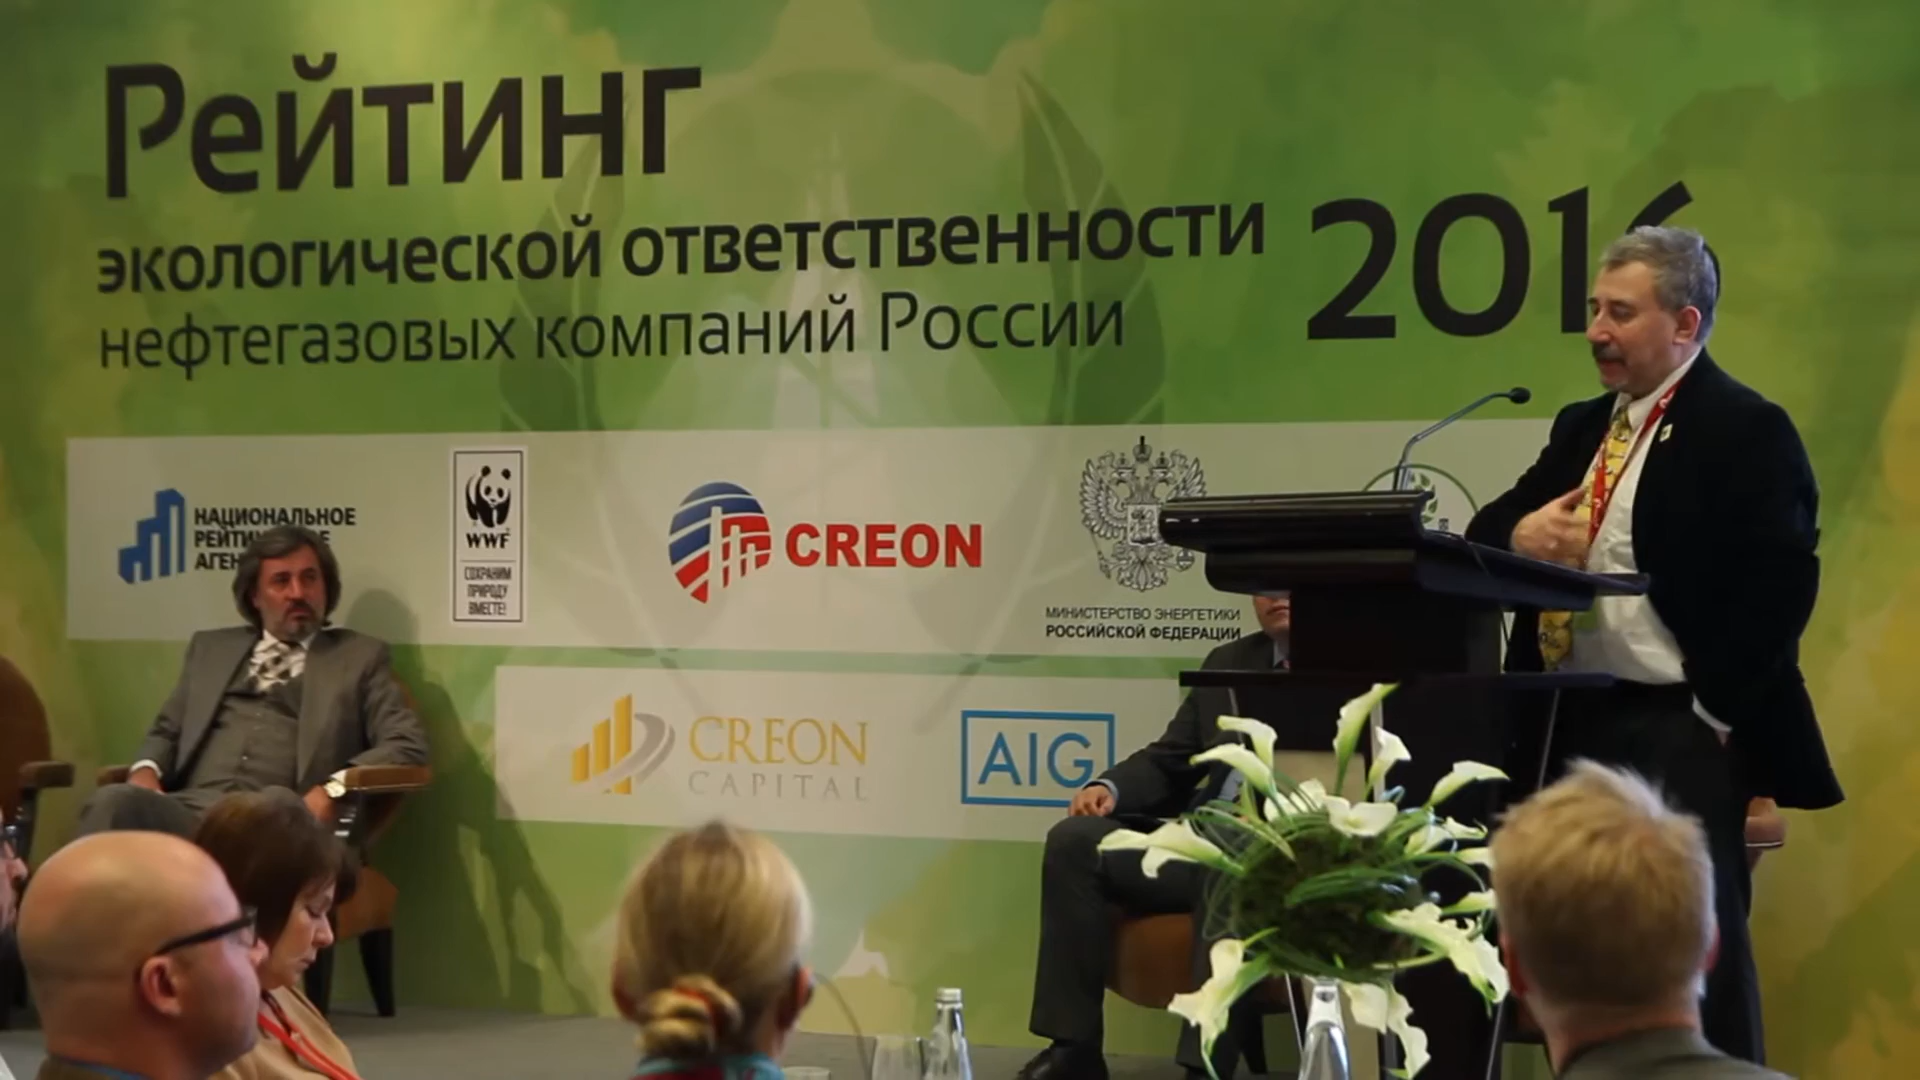 Рейтинг
экологической ответственности 2016
нефтегазовых компаний России
НАЦИОНАЛЬНОЕ
WWF
СОХРАНИМ
ПРИРОДУ
ВМЕСТЕ!
CREON
МИНИСТЕРСТВО ЭНЕРГЕТИКИ
РОССИЙСКОЙ ФЕДЕРАЦИИ
CREON
CAPITAL
AIG